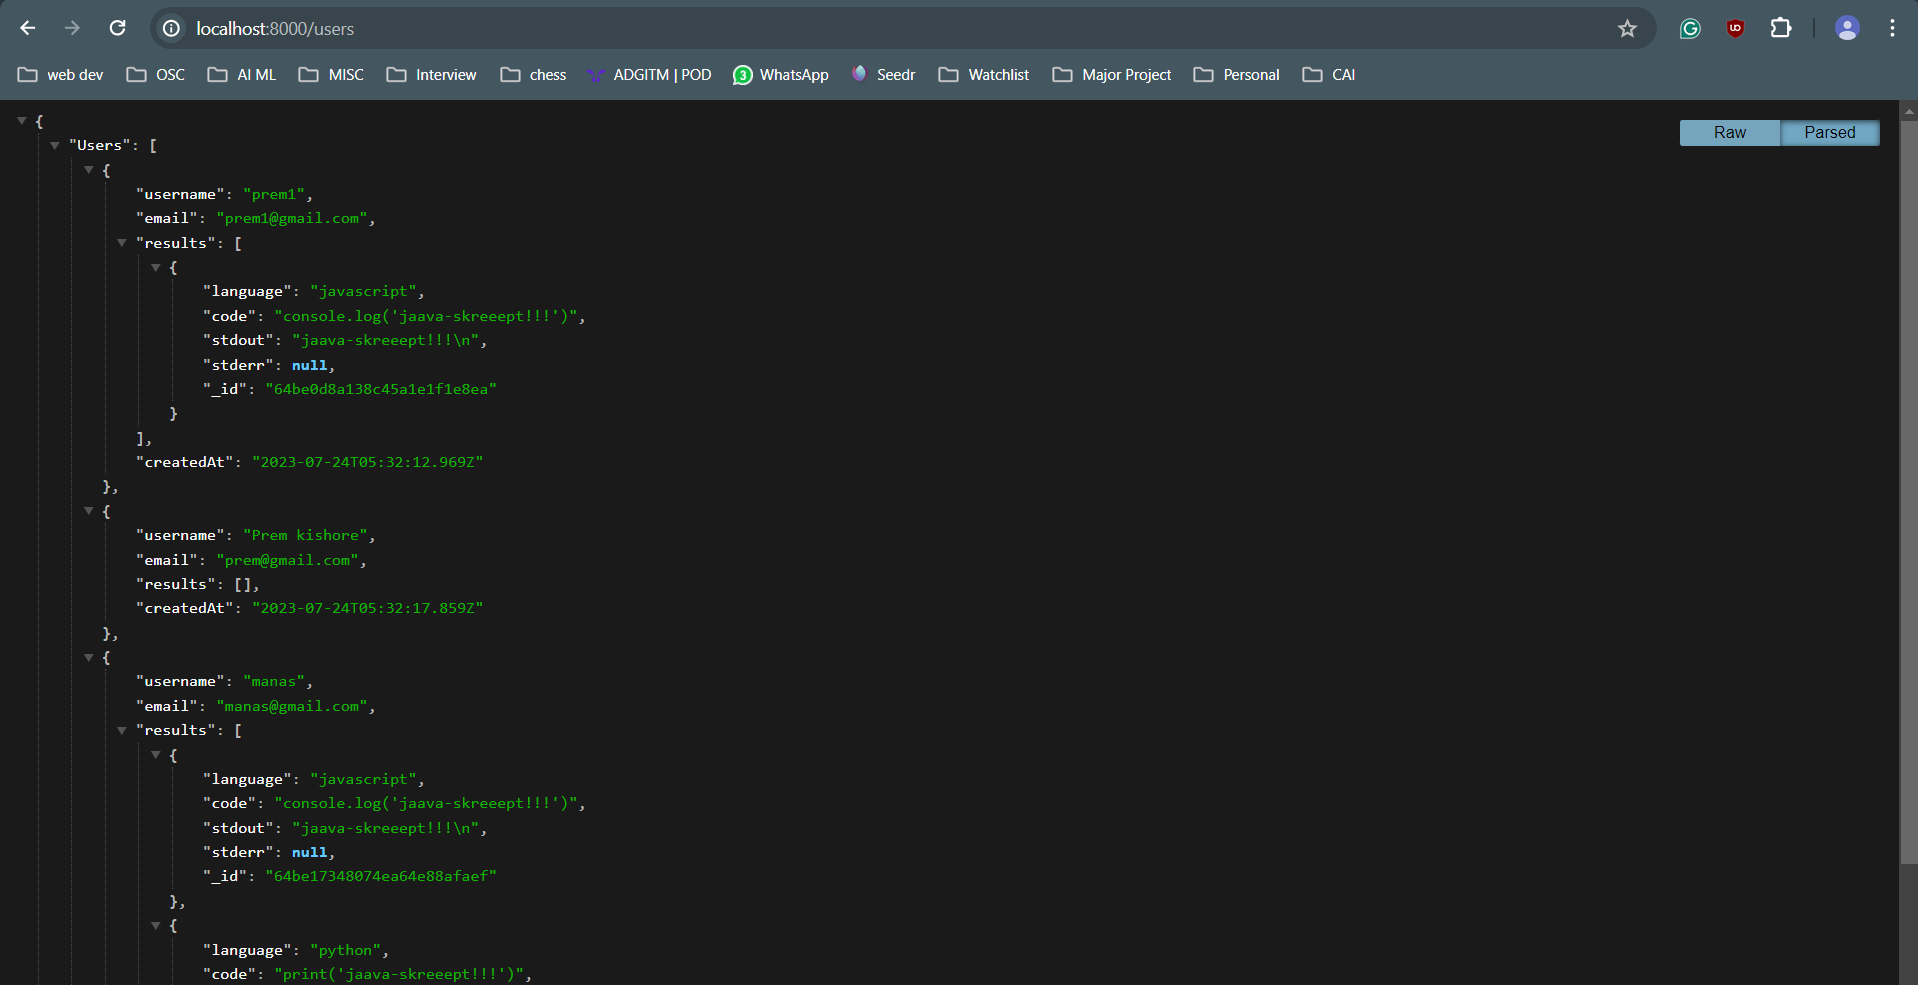 localhost:8000/users
web dev OSC AI ML MISC Interview chess ADGITM | POD 3 WhatsApp Seedr Watchlist Major Project Personal Google CAI
Raw Parsed
{
"Users": [
{
"username": "prem1",
"email": "prem1@gmail.com",
"results": [
{
"language": "javascript",
"code": "console.log('jaava-skreeept!!!')",
"stdout": "jaava-skreeept!!!\n",
"stderr": null,
"_id": "64be0d8a138c45a1e1f1e8ea"
}
],
"createdAt": "2023-07-24T05:32:12.969Z"
},
{
"username": "Prem kishore",
"email": "prem@gmail.com",
"results": [],
"createdAt": "2023-07-24T05:32:17.859Z"
},
{
"username": "manas",
"email": "manas@gmail.com",
"results": [
{
"language": "javascript",
"code": "console.log('jaava-skreeept!!!')",
"stdout": "jaava-skreeept!!!\n",
"stderr": null,
"_id": "64be17348074ea64e88afaef"
},
{
"language": "python",
"code": "print('jaava-skreeept!!!')",